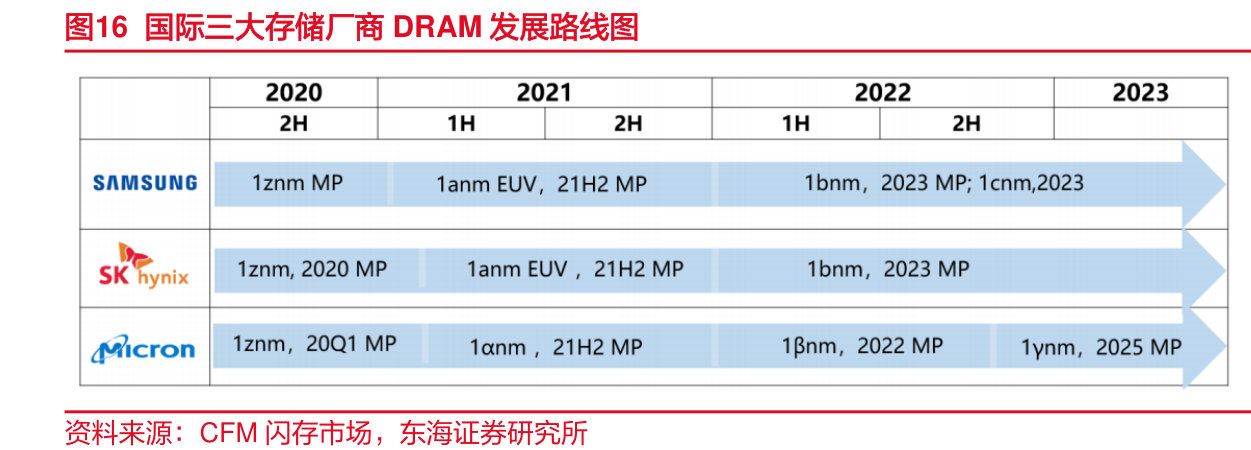 图16 国际三大存储厂商 DRAM 发展路线图
2020 2021 2022 2023
2H 1H 2H 1H 2H
SAMSUNG 1znm MP 1anm EUV，21H2 MP 1bnm，2023 MP; 1cnm,2023
SK hynix 1znm, 2020 MP 1anm EUV ，21H2 MP 1bnm，2023 MP
Micron 1znm，20Q1 MP 1αnm ，21H2 MP 1βnm，2022 MP 1γnm，2025 MP
资料来源：CFM 闪存市场，东海证券研究所